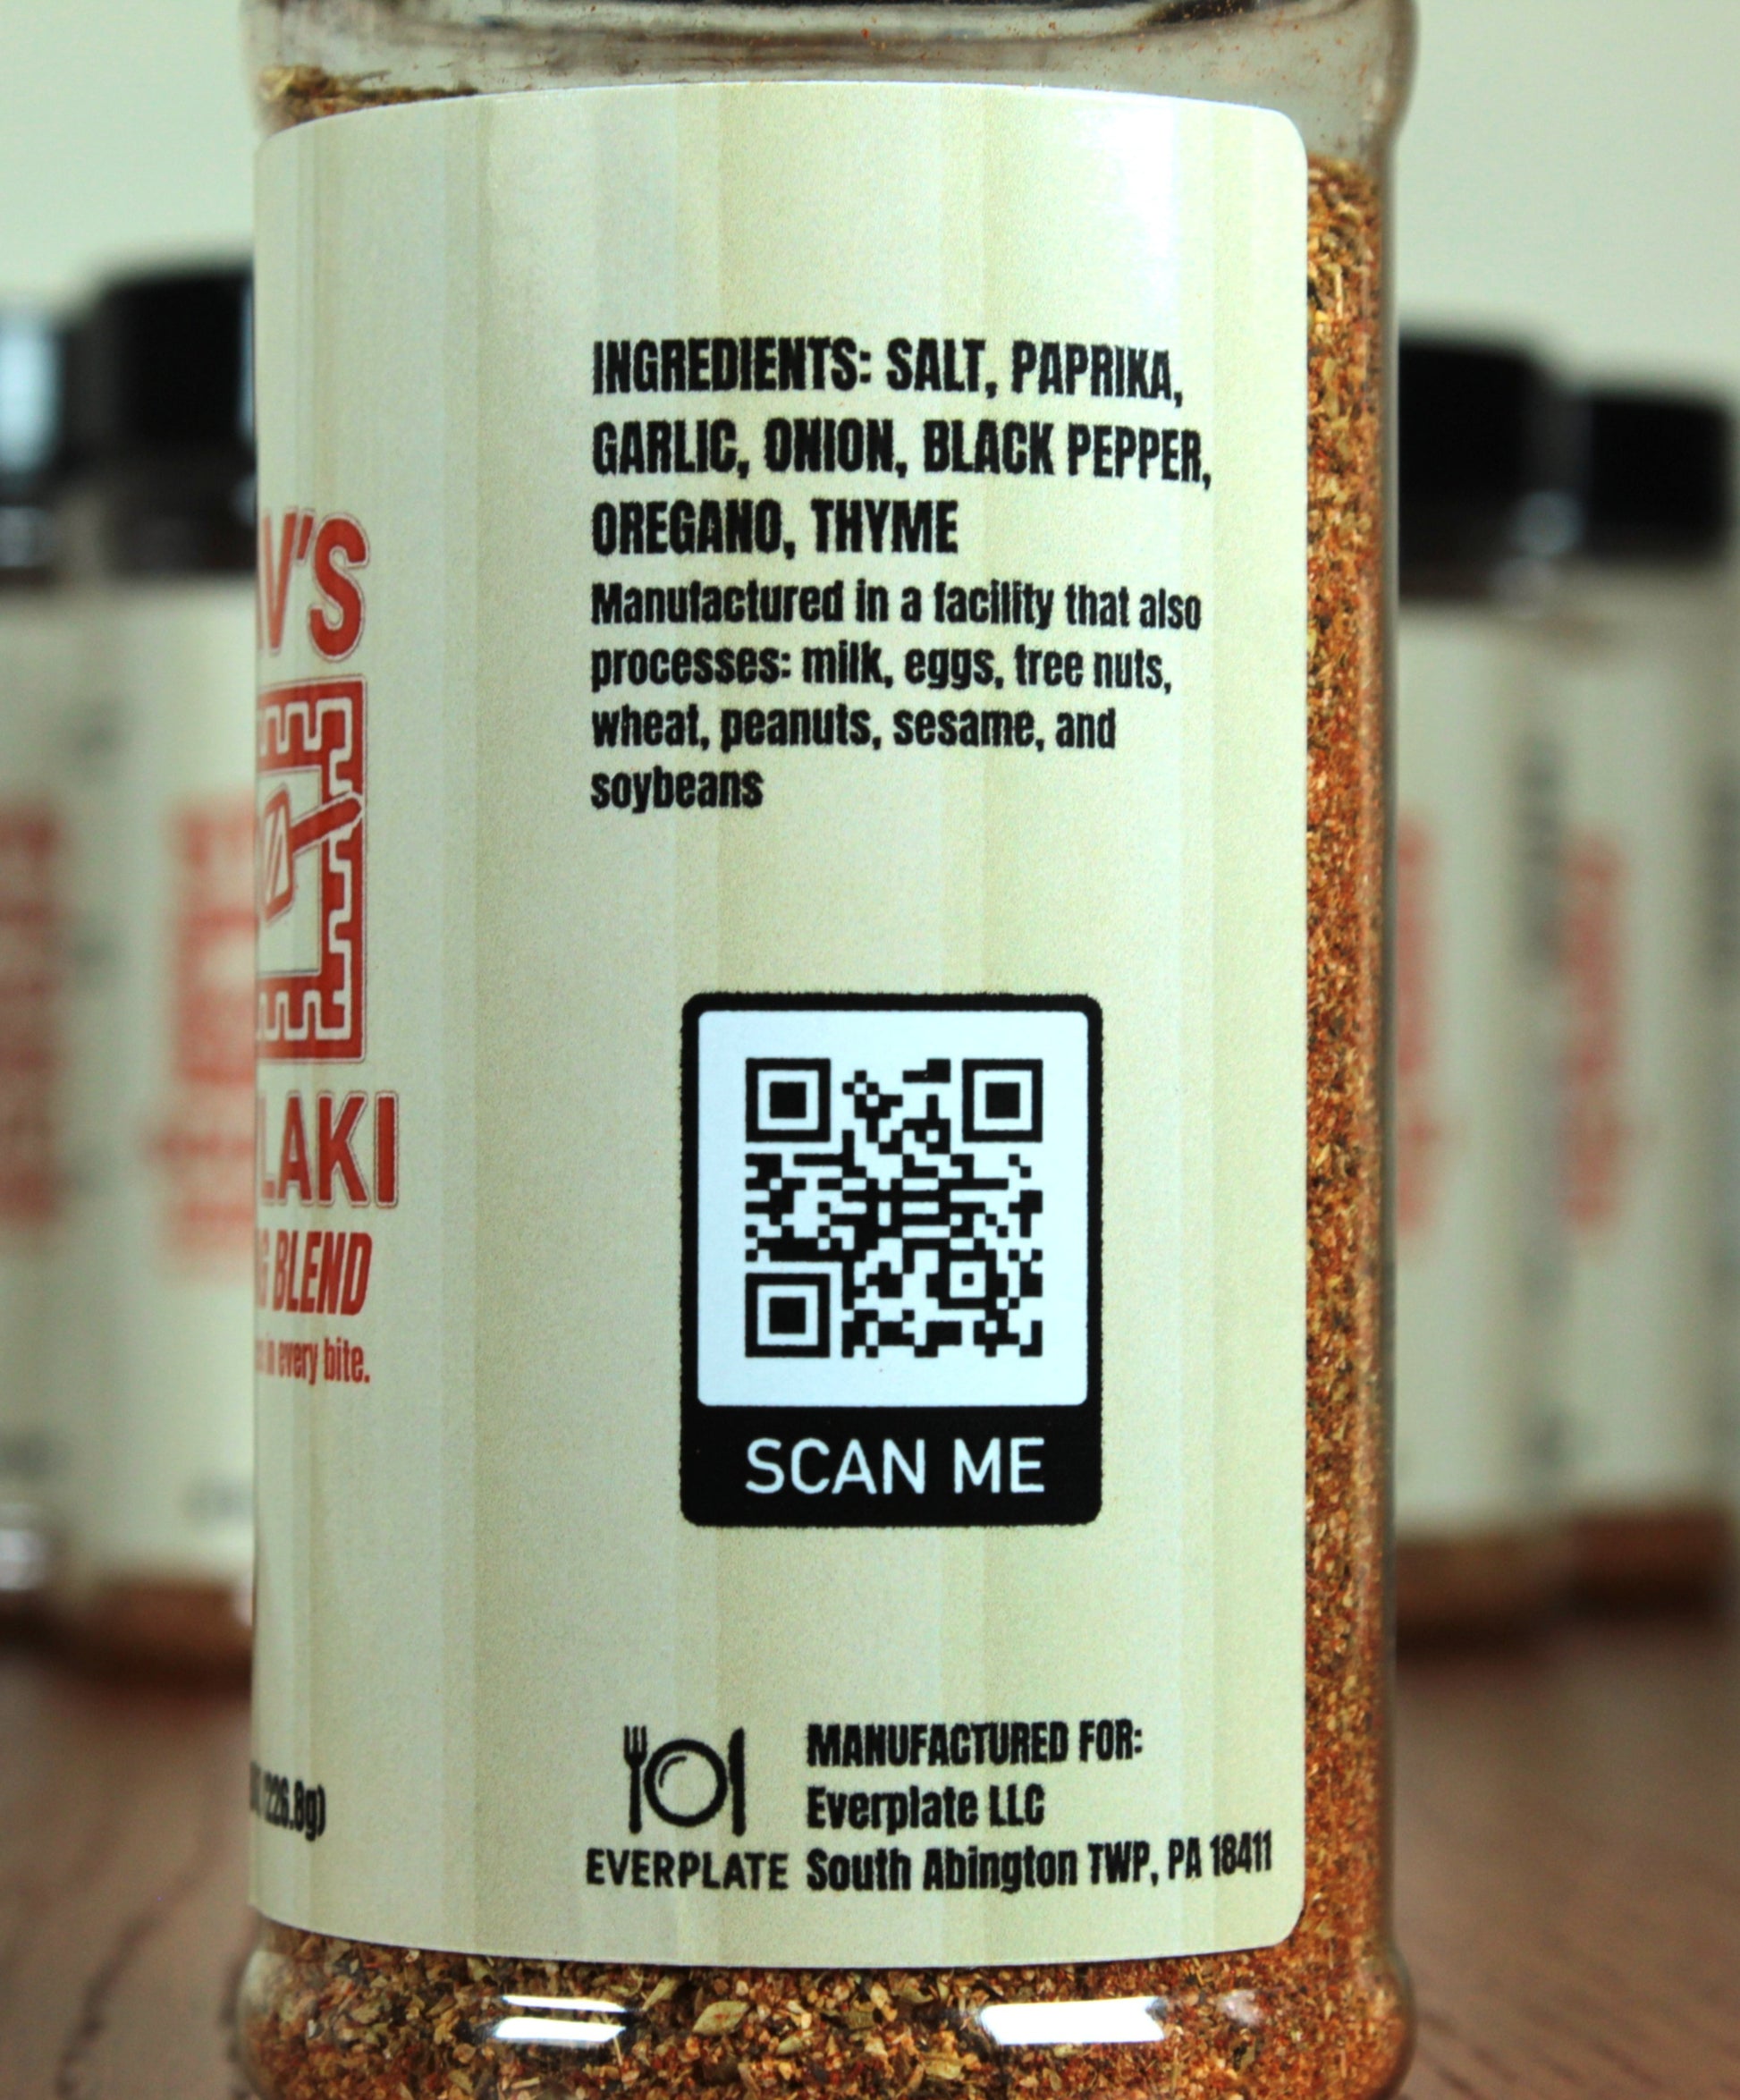 INGREDIENTS: SALT, PAPRIKA,
GARLIC, ONION, BLACK PEPPER,
OREGANO, THYME
Manufactured in a facility that also
processes: milk, eggs, tree nuts,
wheat, peanuts, sesame, and
soybeans
V'S
LAKI
BLEND
in every bite.
SCAN ME
226.8g)
MANUFACTURED FOR:
Everplate LLC
EVERPLATE South Abington TWP, PA 18411